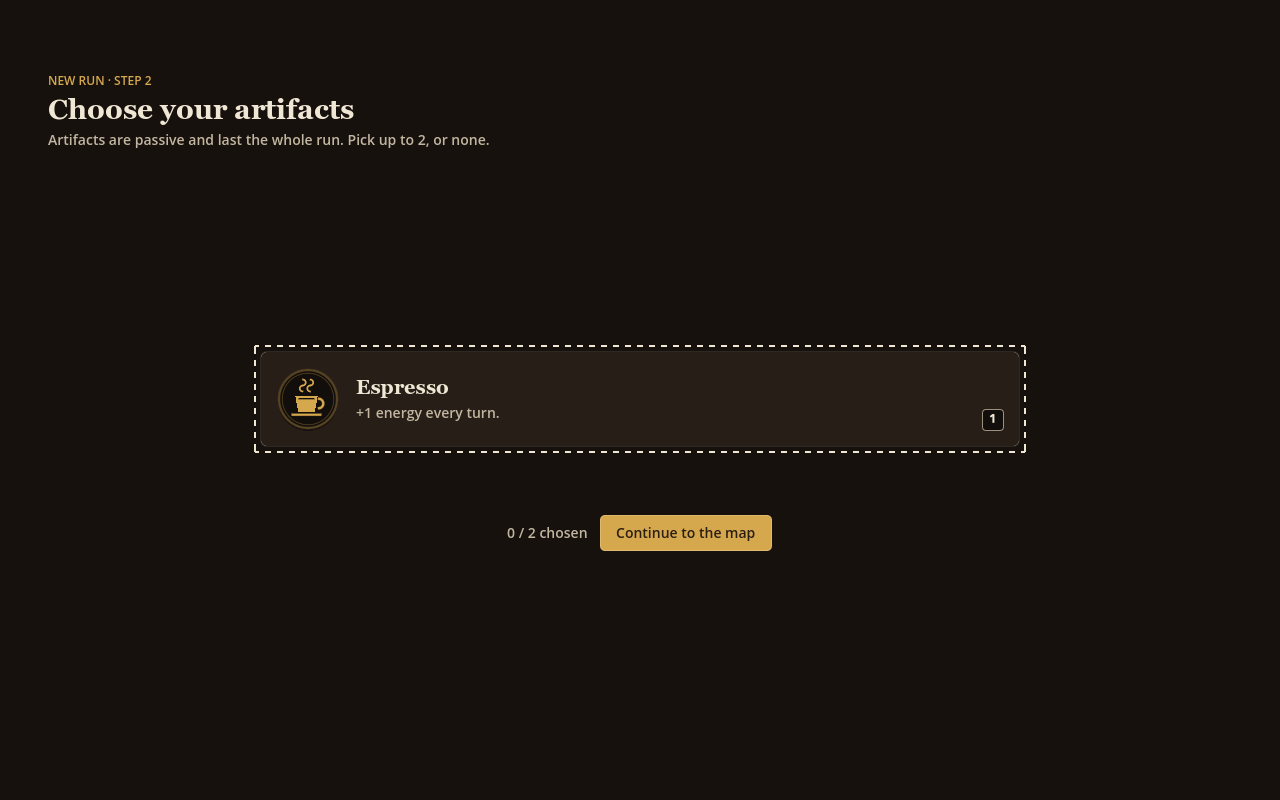 NEW RUN · STEP 2
Choose your artifacts
Artifacts are passive and last the whole run. Pick up to 2, or none.
Espresso
+1 energy every turn.
1
0 / 2 chosen
Continue to the map